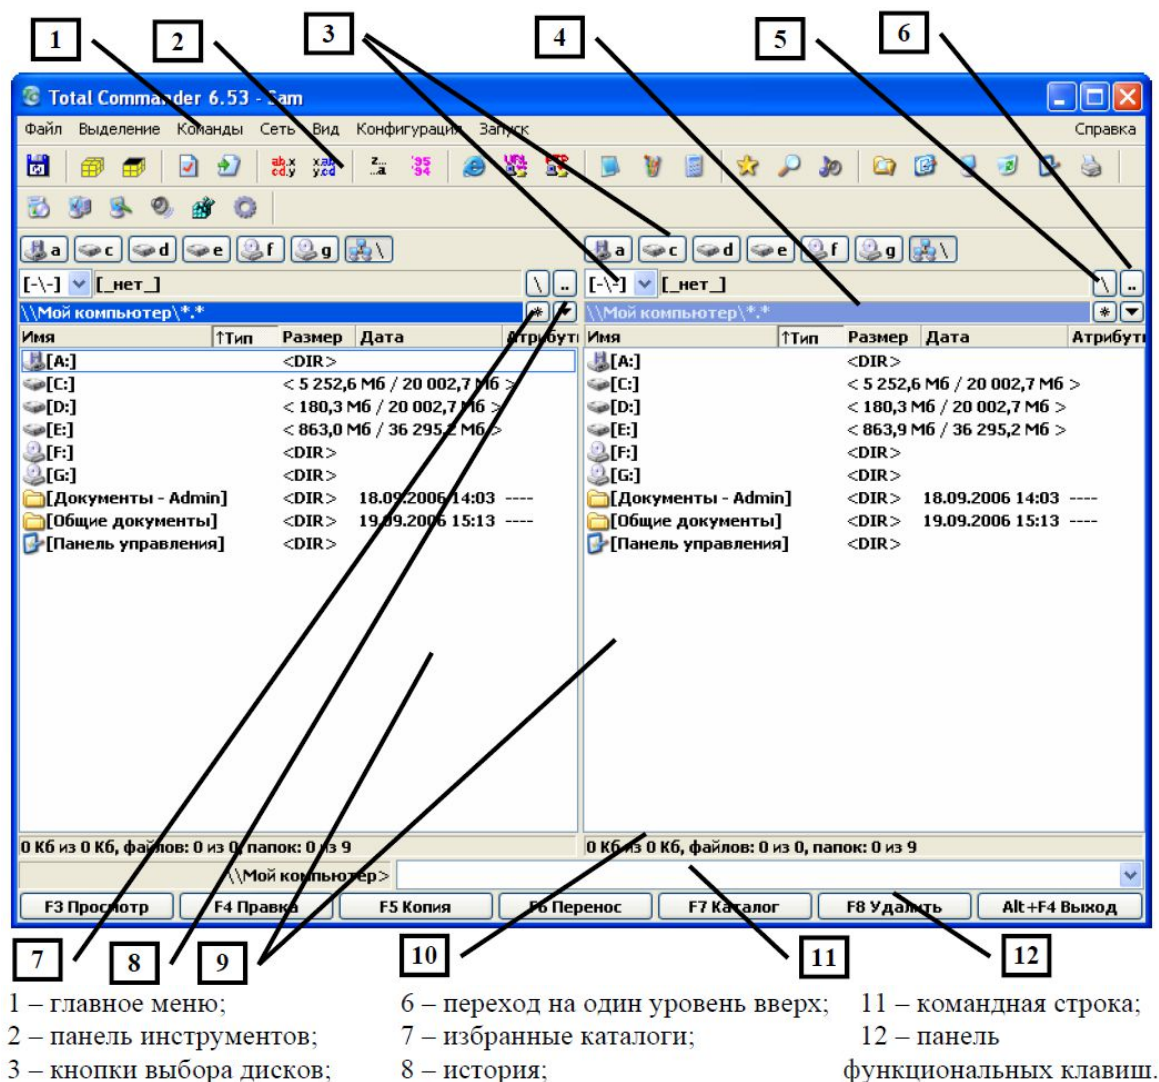 1 2 3 4 5 6
Total Commander 6.53 - Sam
Файл Выделение Команды Сеть Вид Конфигурация Запуск Справка
a c d e f g \ a c d e f g \
[-\-] [_нет_] \ .. [-\-] [_нет_] \ ..
\\Мой компьютер\*.* * \\Мой компьютер\*.* *
Имя ↑Тип Размер Дата Атрибуты Имя ↑Тип Размер Дата Атрибуты
[A:] <DIR> [A:] <DIR>
[C:] < 5 252,6 Мб / 20 002,7 Мб > [C:] < 5 252,6 Мб / 20 002,7 Мб >
[D:] < 180,3 Мб / 20 002,7 Мб > [D:] < 180,3 Мб / 20 002,7 Мб >
[E:] < 863,0 Мб / 36 295,2 Мб > [E:] < 863,9 Мб / 36 295,2 Мб >
[F:] <DIR> [F:] <DIR>
[G:] <DIR> [G:] <DIR>
[Документы - Admin] <DIR> 18.09.2006 14:03 ---- [Документы - Admin] <DIR> 18.09.2006 14:03 ----
[Общие документы] <DIR> 19.09.2006 15:13 ---- [Общие документы] <DIR> 19.09.2006 15:13 ----
[Панель управления] <DIR> [Панель управления] <DIR>
0 Кб из 0 Кб, файлов: 0 из 0, папок: 0 из 9 0 Кб из 0 Кб, файлов: 0 из 0, папок: 0 из 9
\\Мой компьютер>
F3 Просмотр F4 Правка F5 Копия F6 Перенос F7 Каталог F8 Удалить Alt+F4 Выход
7 8 9 10 11 12
1 – главное меню; 6 – переход на один уровень вверх; 11 – командная строка;
2 – панель инструментов; 7 – избранные каталоги; 12 – панель
3 – кнопки выбора дисков; 8 – история; функциональных клавиш.